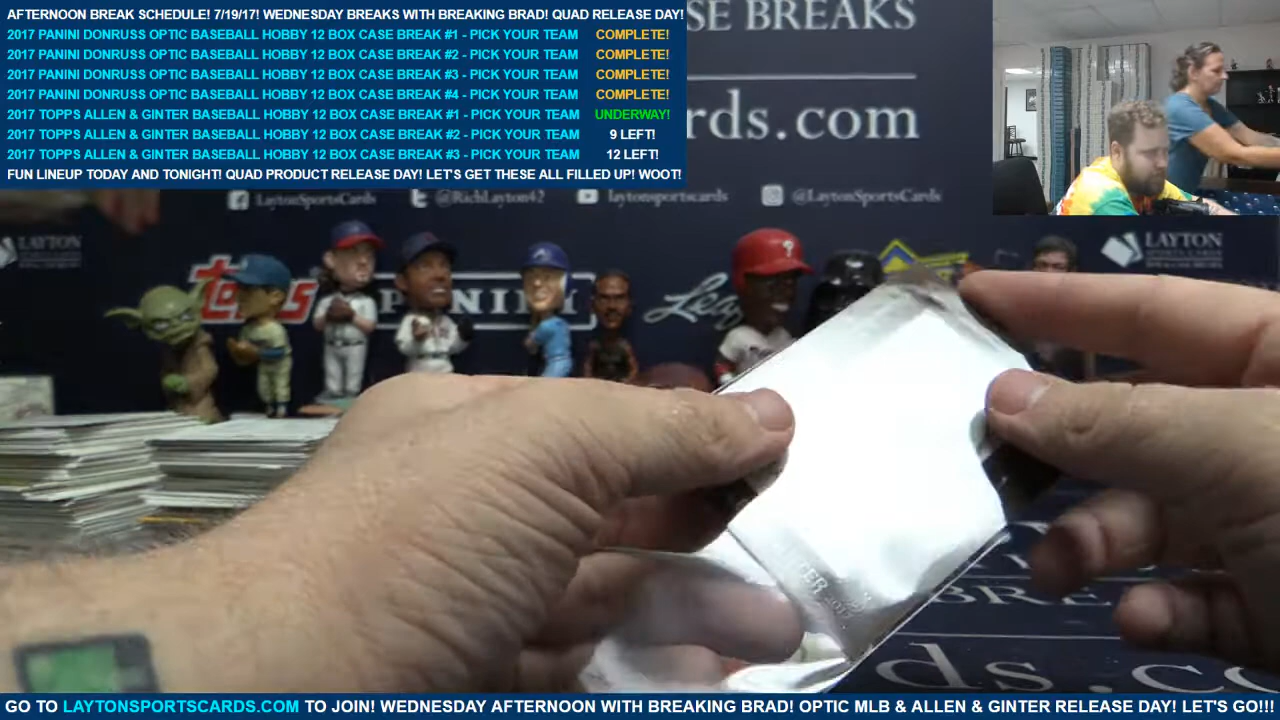 AFTERNOON BREAK SCHEDULE! 7/19/17! WEDNESDAY BREAKS WITH BREAKING BRAD! QUAD RELEASE DAY!
2017 PANINI DONRUSS OPTIC BASEBALL HOBBY 12 BOX CASE BREAK #1 - PICK YOUR TEAM COMPLETE!
2017 PANINI DONRUSS OPTIC BASEBALL HOBBY 12 BOX CASE BREAK #2 - PICK YOUR TEAM COMPLETE!
2017 PANINI DONRUSS OPTIC BASEBALL HOBBY 12 BOX CASE BREAK #3 - PICK YOUR TEAM COMPLETE!
2017 PANINI DONRUSS OPTIC BASEBALL HOBBY 12 BOX CASE BREAK #4 - PICK YOUR TEAM COMPLETE!
2017 TOPPS ALLEN & GINTER BASEBALL HOBBY 12 BOX CASE BREAK #1 - PICK YOUR TEAM UNDERWAY!
2017 TOPPS ALLEN & GINTER BASEBALL HOBBY 12 BOX CASE BREAK #2 - PICK YOUR TEAM 9 LEFT!
2017 TOPPS ALLEN & GINTER BASEBALL HOBBY 12 BOX CASE BREAK #3 - PICK YOUR TEAM 12 LEFT!
FUN LINEUP TODAY AND TONIGHT! QUAD PRODUCT RELEASE DAY! LET'S GET THESE ALL FILLED UP! WOOT!
SE BREAKS
rds.com
LaytonSportsCards @RichLayton42 laytonsportscards @LaytonSportsCards
LAYTON
topps PANINI Leaf
LAYTON
SPORTS CARDS
ds.c
GO TO LAYTONSPORTSCARDS.COM TO JOIN! WEDNESDAY AFTERNOON WITH BREAKING BRAD! OPTIC MLB & ALLEN & GINTER RELEASE DAY! LET'S GO!!!